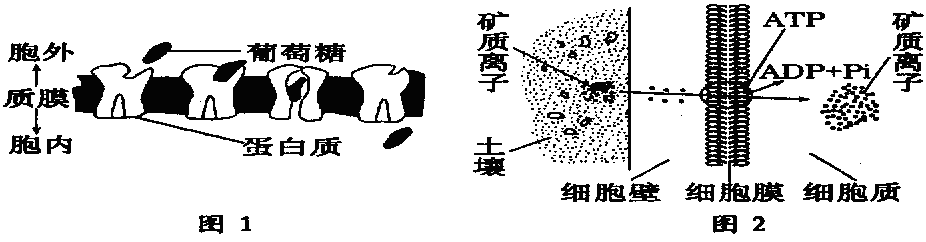 胞外
质膜
胞内
葡萄糖
蛋白质
图 1
矿质离子
土壤
ATP
ADP+Pi
矿质离子
细胞壁 细胞膜 细胞质
图 2